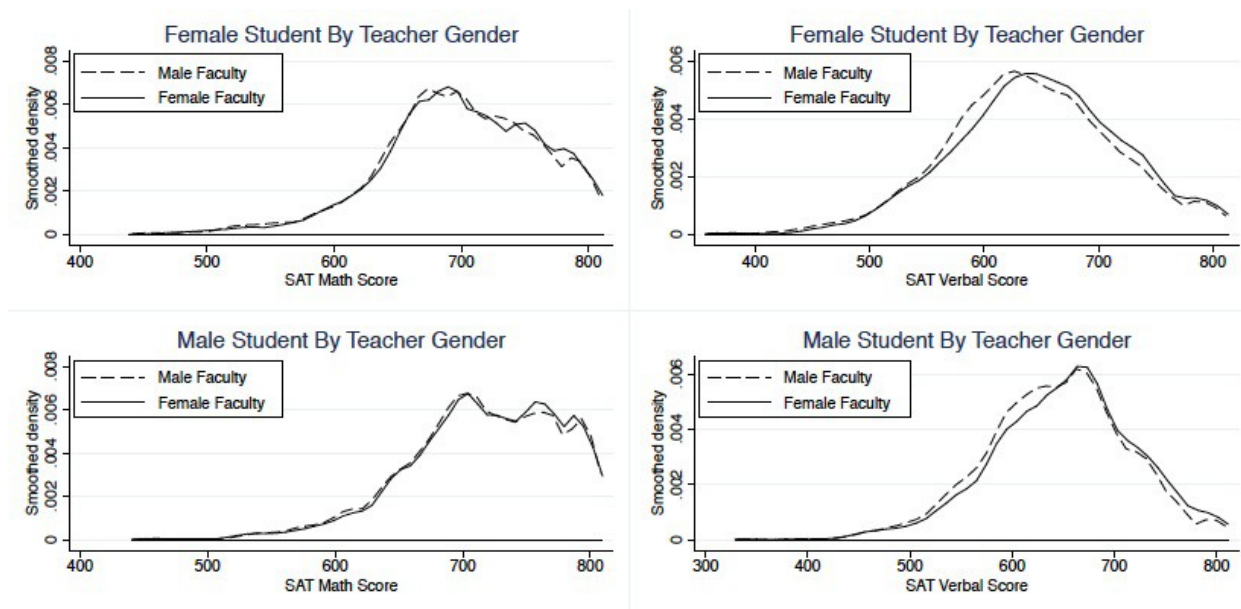 Female Student By Teacher Gender
.008
.006
.004
.002
0
Smoothed density
Male Faculty
Female Faculty
400 500 600 700 800
SAT Math Score
Female Student By Teacher Gender
.006
.004
.002
0
Smoothed density
Male Faculty
Female Faculty
400 500 600 700 800
SAT Verbal Score
Male Student By Teacher Gender
.008
.006
.004
.002
0
Smoothed density
Male Faculty
Female Faculty
400 500 600 700 800
SAT Math Score
Male Student By Teacher Gender
.006
.004
.002
0
Smoothed density
Male Faculty
Female Faculty
300 400 500 600 700 800
SAT Verbal Score